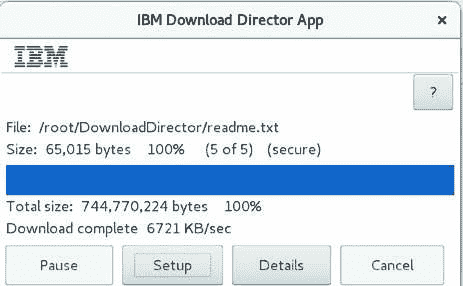 IBM Download Director App ×
IBM
?
File: /root/DownloadDirector/readme.txt
Size: 65,015 bytes 100% (5 of 5) (secure)
Total size: 744,770,224 bytes 100%
Download complete 6721 KB/sec
Pause Setup Details Cancel